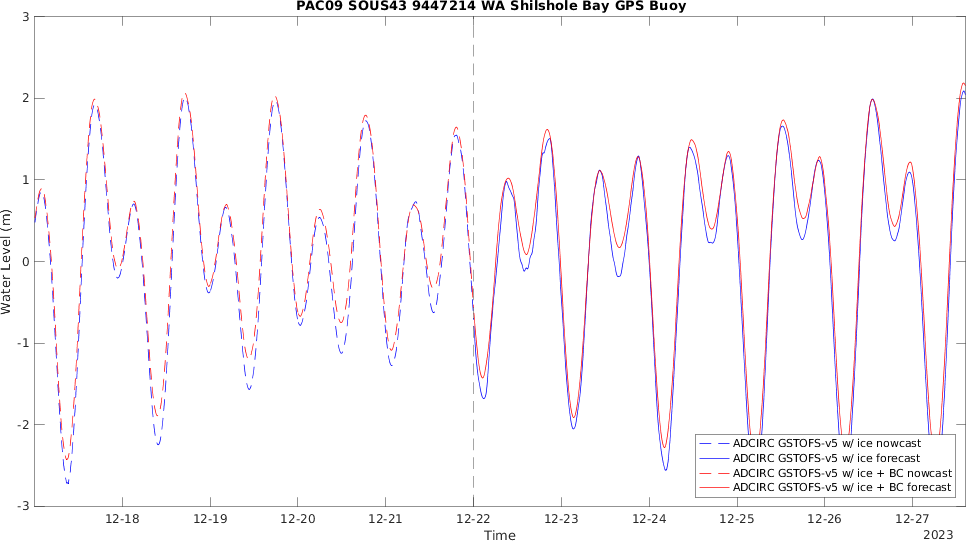 PAC09 SOUS43 9447214 WA Shilshole Bay GPS Buoy
3
2
1
0
-1
-2
-3
Water Level (m)
ADCIRC GSTOFS-v5 w/ ice nowcast
ADCIRC GSTOFS-v5 w/ ice forecast
ADCIRC GSTOFS-v5 w/ ice + BC nowcast
ADCIRC GSTOFS-v5 w/ ice + BC forecast
12-18 12-19 12-20 12-21 12-22 12-23 12-24 12-25 12-26 12-27
Time
2023